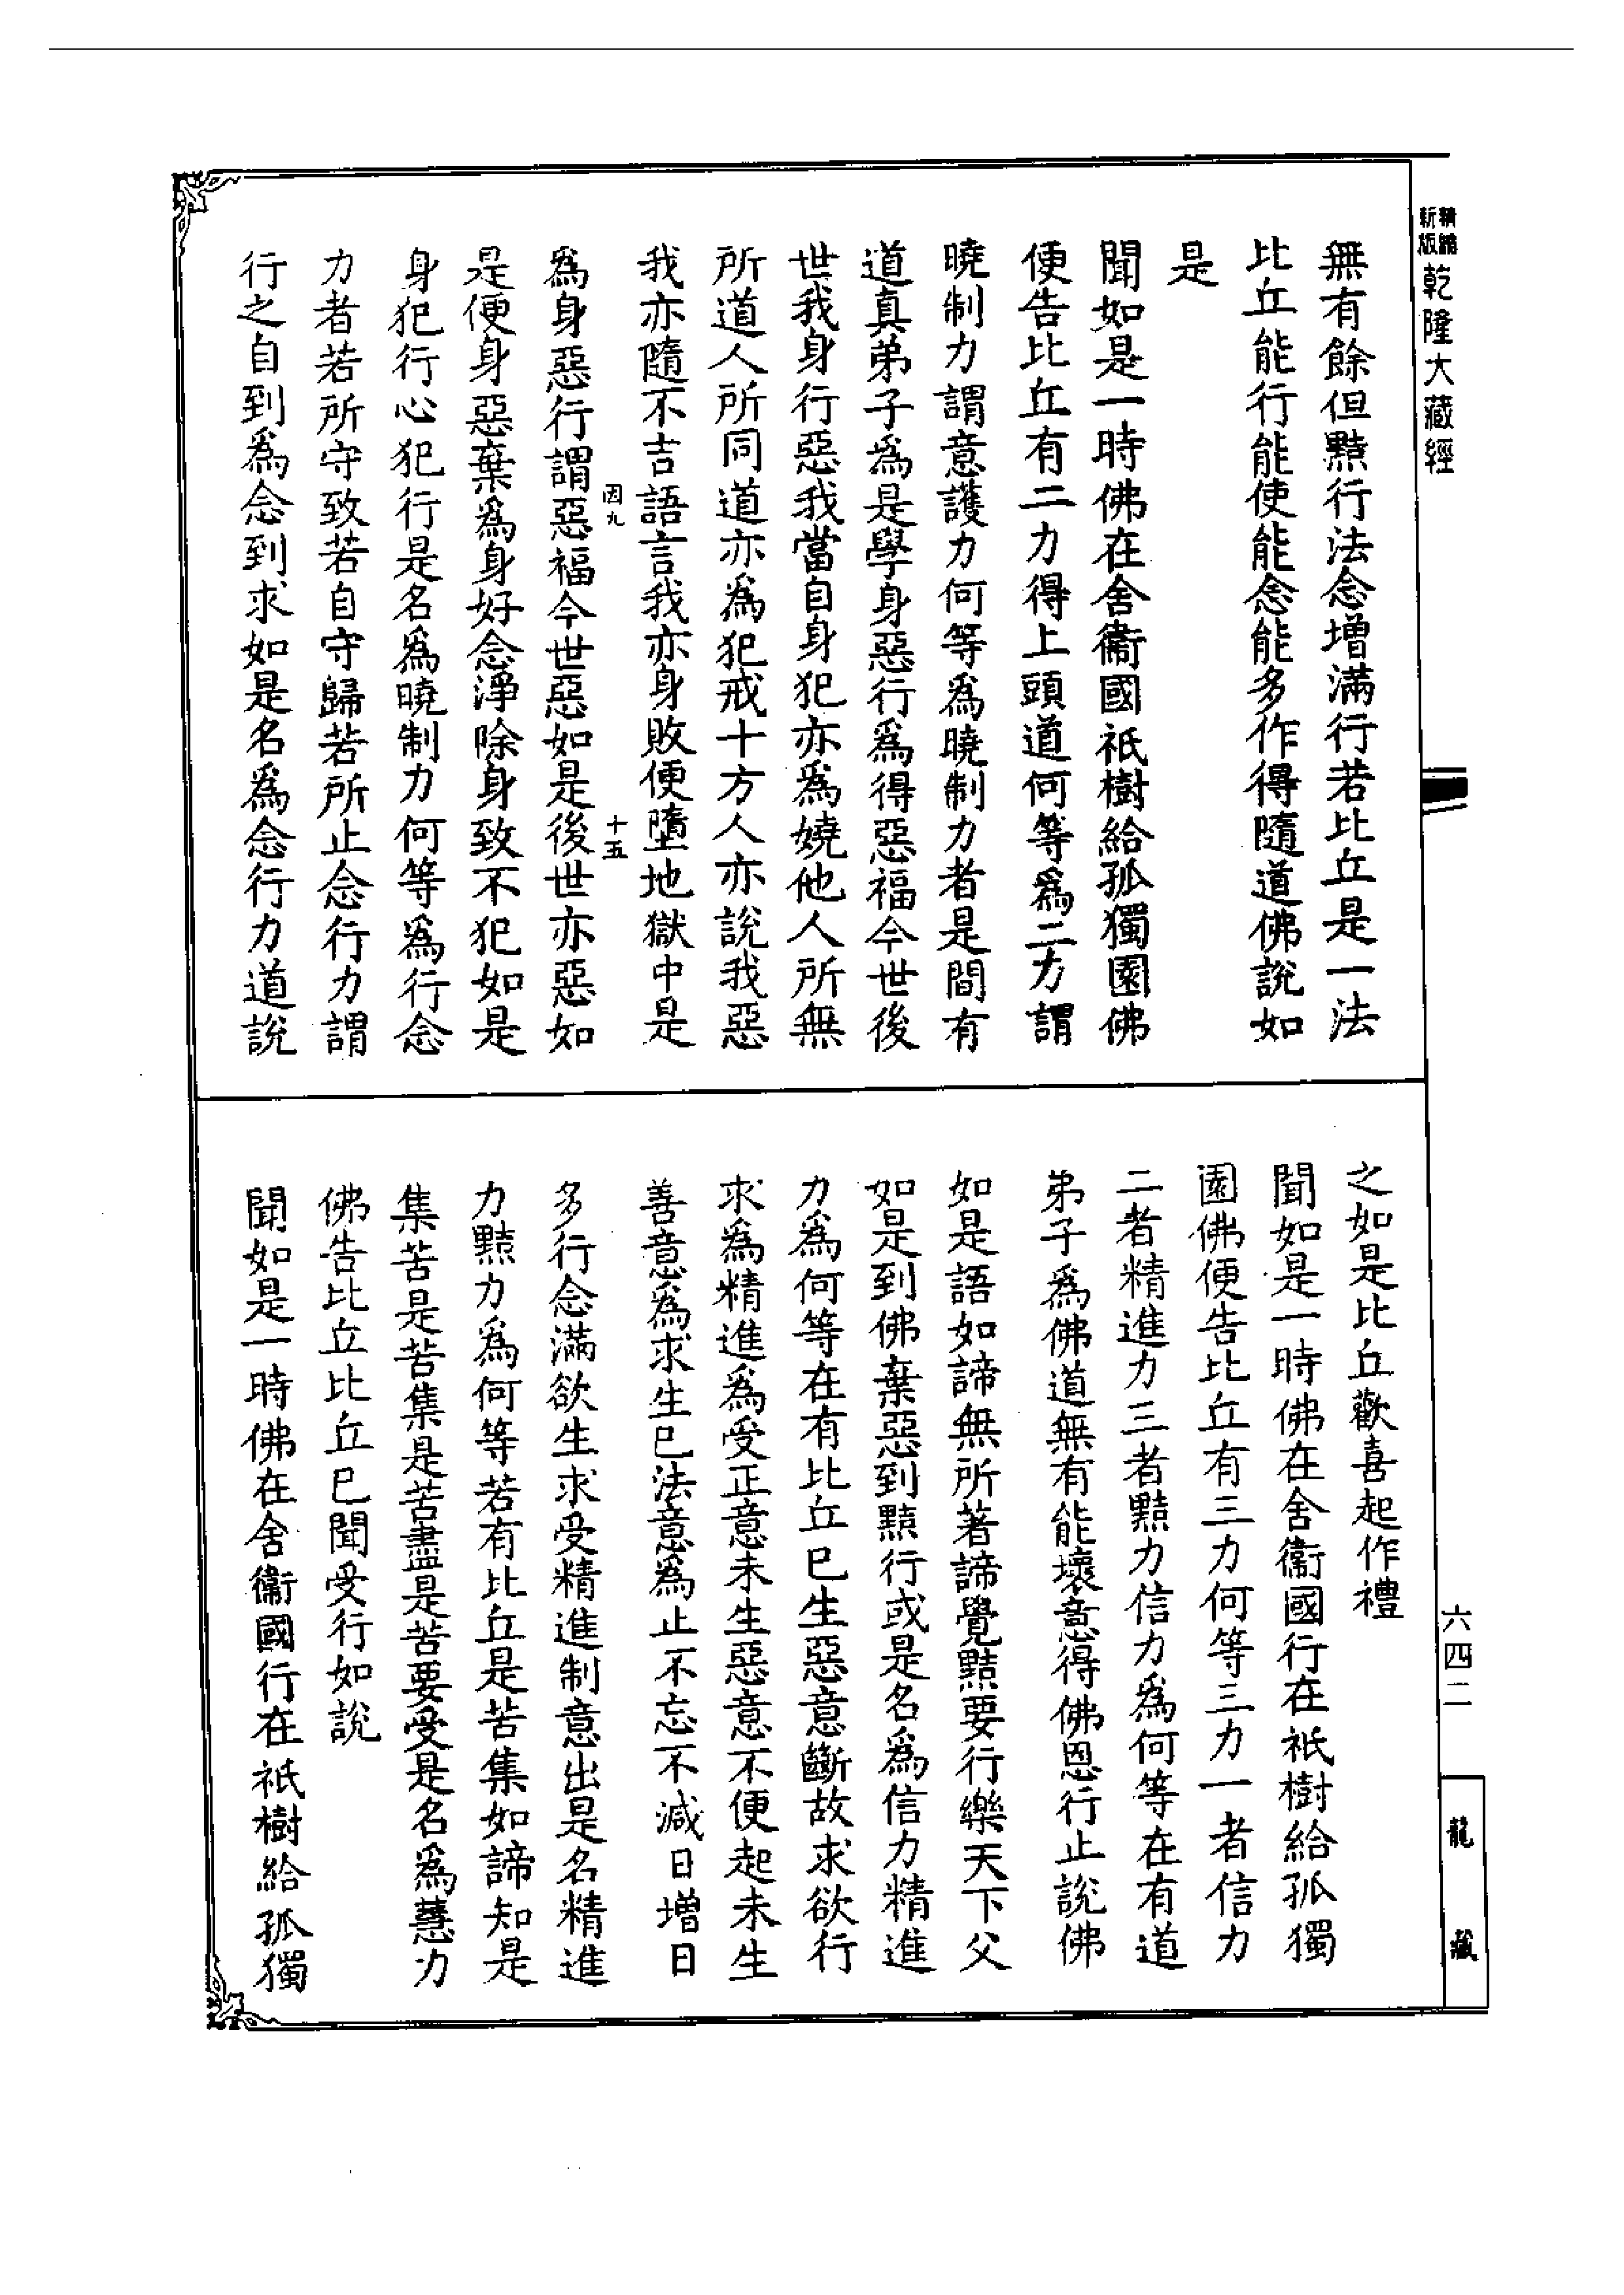 精縮新版乾隆大藏經
無有餘但黠行法念增滿行若比丘是一法
比丘能行能使能念能多作得隨道佛說如
是
聞如是一時佛在舍衞國祇樹給孤獨園佛
便告比丘有二力得上頭道何等爲二力謂
曉制力謂意護力何等爲曉制力者是間有
道真弟子爲是學身惡行爲得惡福今世後
世我身行惡我當自身犯亦爲嬈他人所無
所道人所同道亦爲犯戒十方人亦說我惡
我亦隨不吉語言我亦身敗便墮地獄中是
因九
十五
爲身惡行謂惡福今世惡如是後世亦惡如
是便身惡棄爲身好念淨除身致不犯如是
身犯行心犯行是名爲曉制力何等爲行念
力者若所守致若自守歸若所止念行力謂
行之自到爲念到求如是名爲念行力道說
之如是比丘歡喜起作禮
聞如是一時佛在舍衞國行在祇樹給孤獨
園佛便告比丘有三力何等三力一者信力
二者精進力三者黠力信力爲何等在有道
弟子爲佛道無有能壞意得佛恩行止說佛
如是語如諦無所著諦覺黠要行樂天下父
如是到佛棄惡到黠行或是名爲信力精進
力爲何等在有比丘巳生惡意斷故求欲行
求爲精進爲受正意未生惡意不便起未生
善意爲求生巳法意爲止不忘不減日增日
多行念滿欲生求受精進制意出是名精進
力黠力爲何等若有比丘是苦集如諦知是
集苦是苦集是苦盡是苦要受是名爲慧力
佛告比丘比丘巳聞受行如說
聞如是一時佛在舍衞國行在祇樹給孤獨
六四二
龍藏